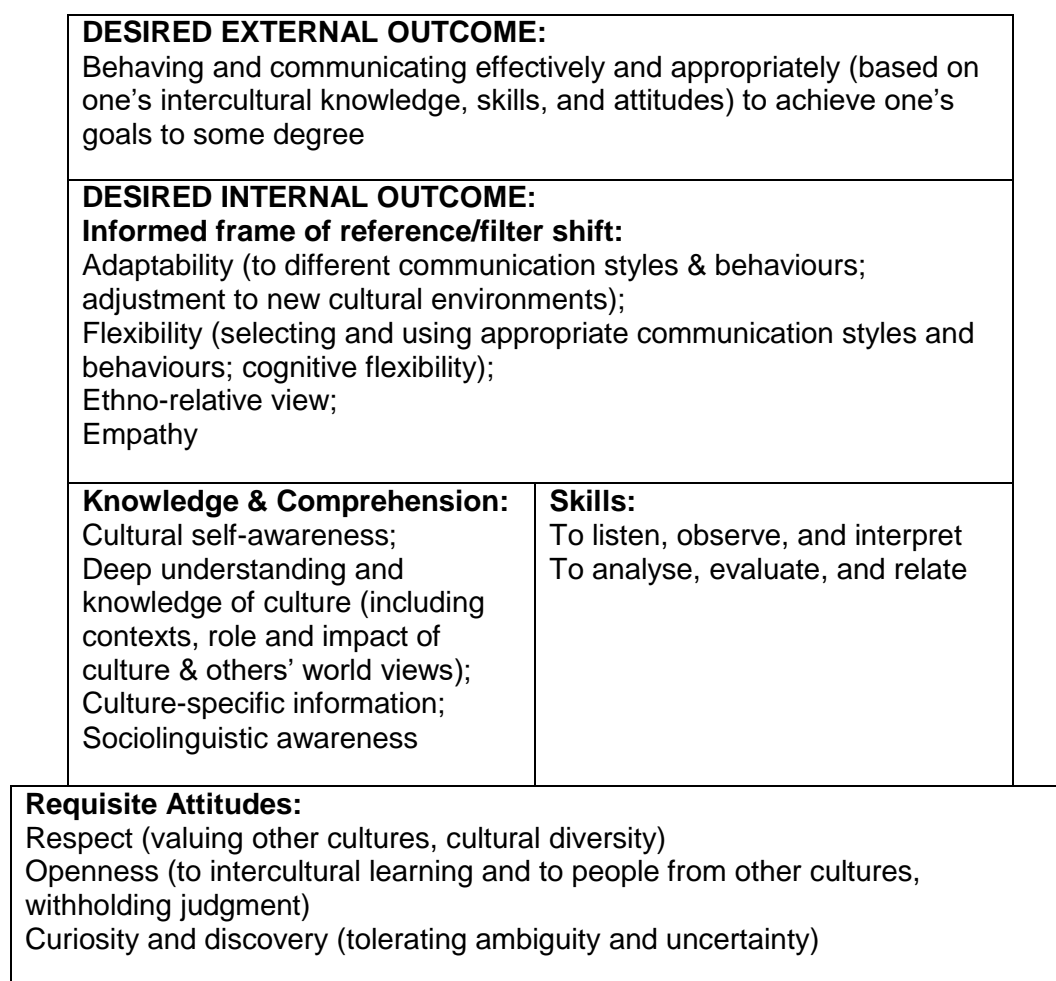 DESIRED EXTERNAL OUTCOME:
Behaving and communicating effectively and appropriately (based on
one’s intercultural knowledge, skills, and attitudes) to achieve one’s
goals to some degree
DESIRED INTERNAL OUTCOME:
Informed frame of reference/filter shift:
Adaptability (to different communication styles & behaviours;
adjustment to new cultural environments);
Flexibility (selecting and using appropriate communication styles and
behaviours; cognitive flexibility);
Ethno-relative view;
Empathy
Knowledge & Comprehension:
Cultural self-awareness;
Deep understanding and
knowledge of culture (including
contexts, role and impact of
culture & others’ world views);
Culture-specific information;
Sociolinguistic awareness
Skills:
To listen, observe, and interpret
To analyse, evaluate, and relate
Requisite Attitudes:
Respect (valuing other cultures, cultural diversity)
Openness (to intercultural learning and to people from other cultures,
withholding judgment)
Curiosity and discovery (tolerating ambiguity and uncertainty)